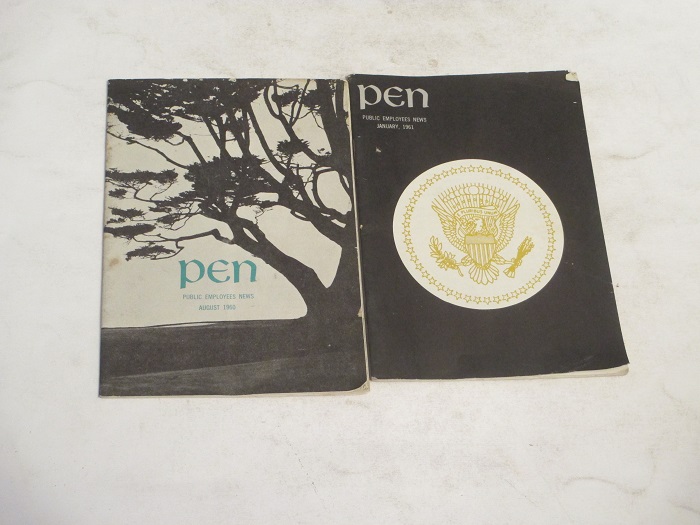 pen
PUBLIC EMPLOYEES NEWS
AUGUST 1960
pen
PUBLIC EMPLOYEES NEWS
JANUARY, 1961